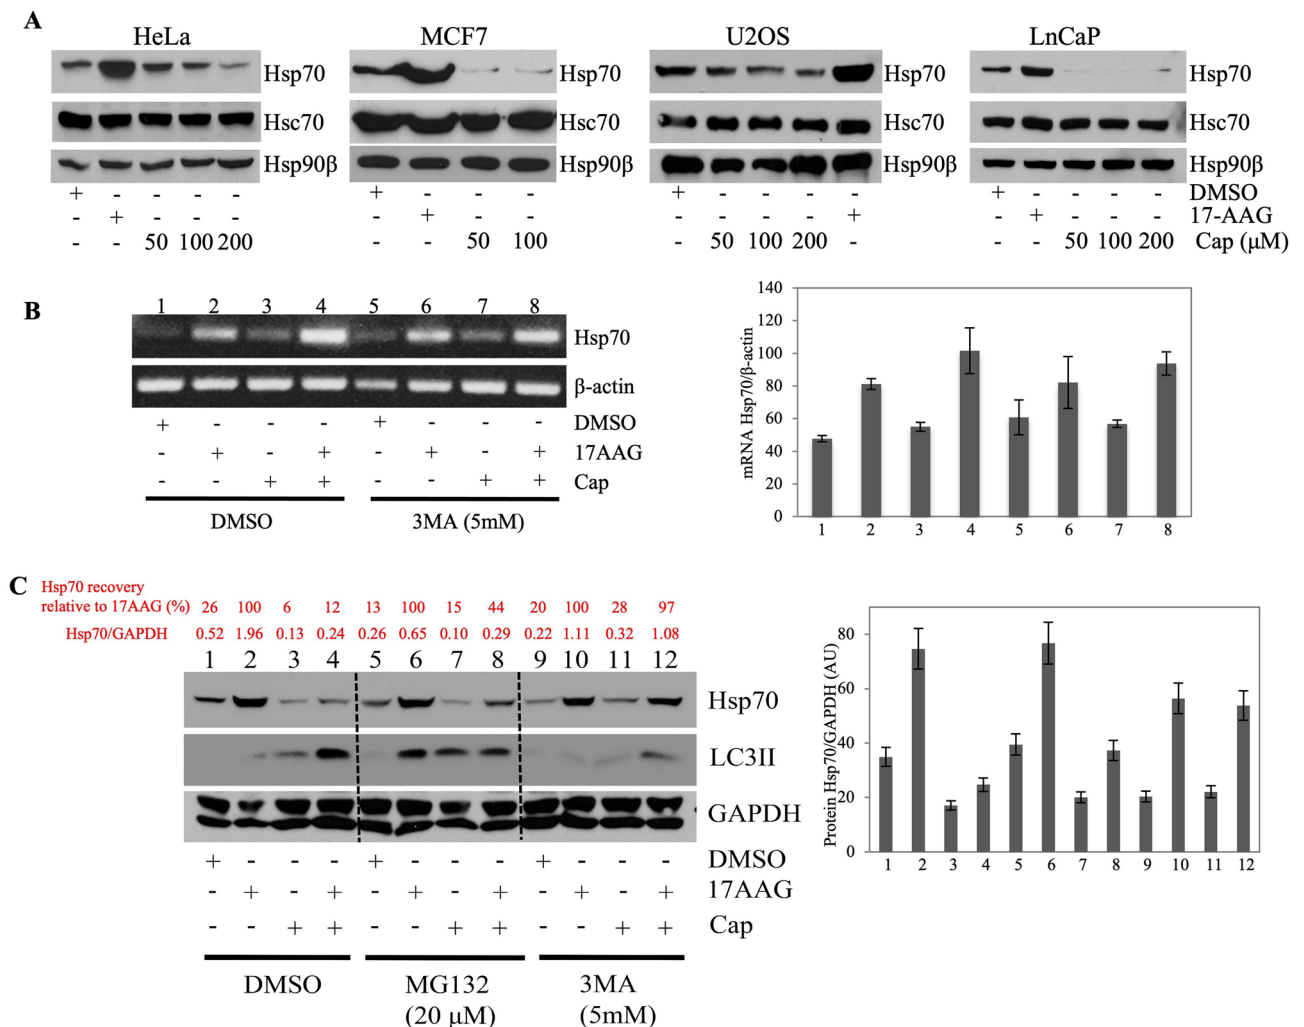 A
HeLa
MCF7
U2OS
LnCaP
Hsp70
Hsp70
Hsp70
Hsp70
Hsc70
Hsc70
Hsc70
Hsc70
Hsp90β
Hsp90β
Hsp90β
Hsp90β
+ - - - - + - - - + - - - - + - - - - DMSO
- + - - - - + - - - - - - + - + - - - 17-AAG
- - 50 100 200 - - 50 100 - 50 100 200 - - - 50 100 200 Cap (μM)
B
1 2 3 4 5 6 7 8
Hsp70
β-actin
+ - - - + - - - DMSO
- + - + - + - + 17AAG
- - + + - - + + Cap
DMSO
3MA (5mM)
mRNA Hsp70/β-actin
140
120
100
80
60
40
20
0
1 2 3 4 5 6 7 8
C
Hsp70 recovery
relative to 17AAG (%) 26 100 6 12 13 100 15 44 20 100 28 97
Hsp70/GAPDH 0.52 1.96 0.13 0.24 0.26 0.65 0.10 0.29 0.22 1.11 0.32 1.08
1 2 3 4 5 6 7 8 9 10 11 12
Hsp70
LC3II
GAPDH
+ - - - + - - - + - - - DMSO
- + - + - + - + - + - + 17AAG
- - + + - - + + - - + + Cap
DMSO
MG132
(20 μM)
3MA
(5mM)
Protein Hsp70/GAPDH (AU)
80
60
40
20
0
1 2 3 4 5 6 7 8 9 10 11 12